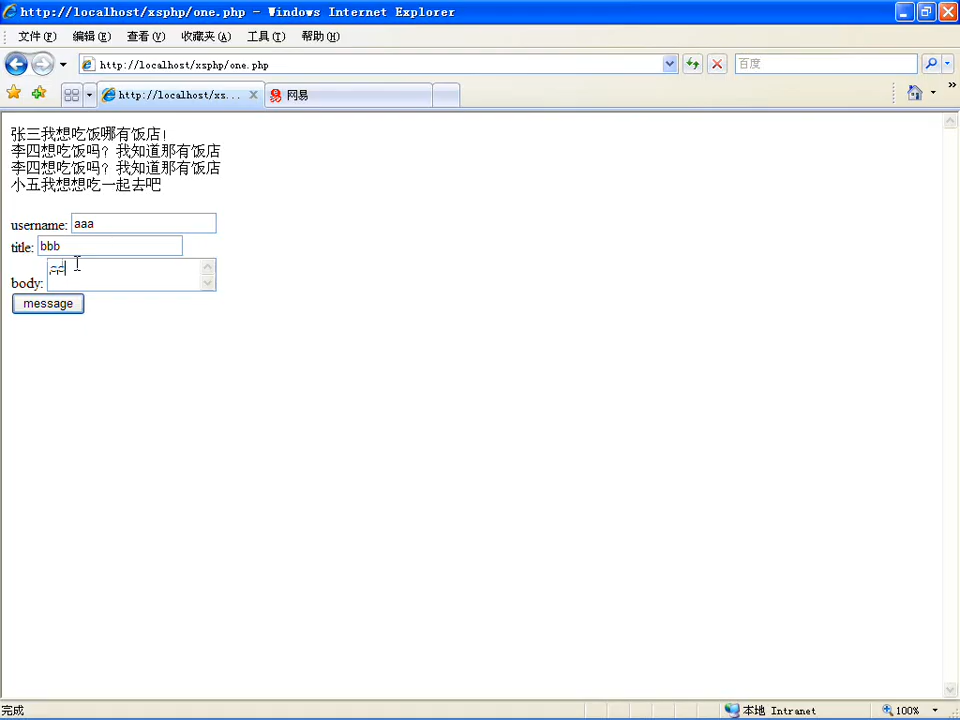 http://localhost/xsphp/one.php - Windows Internet Explorer
文件(F) 编辑(E) 查看(V) 收藏夹(A) 工具(T) 帮助(H)
http://localhost/xsphp/one.php
百度
http://localhost/xs...
网易
»
张三我想吃饭哪有饭店!
李四想吃饭吗? 我知道那有饭店
李四想吃饭吗? 我知道那有饭店
小五我想想吃一起去吧
username: aaa
title: bbb
body:
message
完成
本地 Intranet
100%